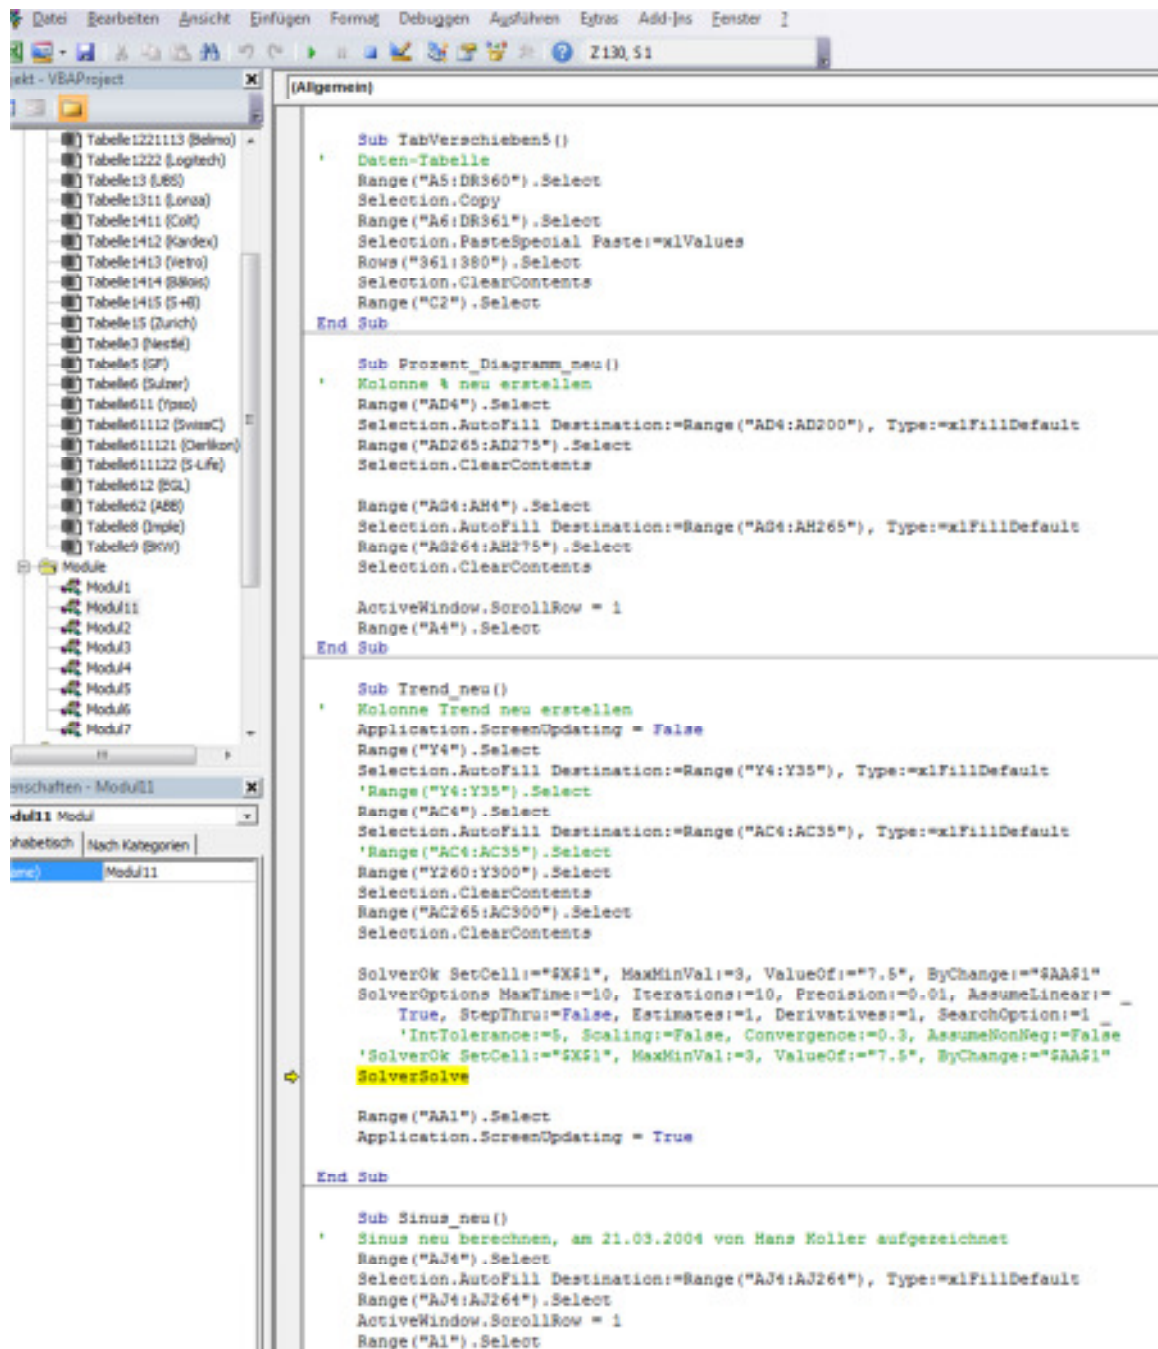 Datei Bearbeiten Ansicht Einfügen Format Debuggen Ausführen Extras Add-Ins Fenster ?
Z 130, S 1
ekt - VBAProject
(Allgemein)
Tabelle1221113 (Belimo)
Tabelle1222 (Logitech)
Tabelle13 (UBS)
Tabelle1311 (Lonza)
Tabelle1411 (Colt)
Tabelle1412 (Kardex)
Tabelle1413 (Vetro)
Tabelle1414 (Bâlois)
Tabelle1415 (S+B)
Tabelle15 (Zurich)
Tabelle3 (Nestlé)
Tabelle5 (GF)
Tabelle6 (Sulzer)
Tabelle611 (Ypso)
Tabelle61112 (SwissC)
Tabelle611121 (Oerlikon)
Tabelle611122 (S-Life)
Tabelle612 (EGL)
Tabelle62 (ABB)
Tabelle8 (Imple)
Tabelle9 (BKW)
Module
Modul1
Modul11
Modul2
Modul3
Modul4
Modul5
Modul6
Modul7
enschaften - Modul11
dul11 Modul
phabetisch Nach Kategorien
ame) Modul11
Sub TabVerschieben5()
' Daten-Tabelle
Range("A5:DR360").Select
Selection.Copy
Range("A6:DR361").Select
Selection.PasteSpecial Paste:=xlValues
Rows("361:380").Select
Selection.ClearContents
Range("C2").Select
End Sub
Sub Prozent_Diagramm_neu()
' Kolonne % neu erstellen
Range("AD4").Select
Selection.AutoFill Destination:=Range("AD4:AD200"), Type:=xlFillDefault
Range("AD265:AD275").Select
Selection.ClearContents
Range("AG4:AH4").Select
Selection.AutoFill Destination:=Range("AG4:AH265"), Type:=xlFillDefault
Range("AG264:AH275").Select
Selection.ClearContents
ActiveWindow.ScrollRow = 1
Range("A4").Select
End Sub
Sub Trend_neu()
' Kolonne Trend neu erstellen
Application.ScreenUpdating = False
Range("Y4").Select
Selection.AutoFill Destination:=Range("Y4:Y35"), Type:=xlFillDefault
'Range("Y4:Y35").Select
Range("AC4").Select
Selection.AutoFill Destination:=Range("AC4:AC35"), Type:=xlFillDefault
'Range("AC4:AC35").Select
Range("Y260:Y300").Select
Selection.ClearContents
Range("AC265:AC300").Select
Selection.ClearContents
SolverOk SetCell:="$X$1", MaxMinVal:=3, ValueOf:="7.5", ByChange:="$AA$1"
SolverOptions MaxTime:=10, Iterations:=10, Precision:=0.01, AssumeLinear:= _
True, StepThru:=False, Estimates:=1, Derivatives:=1, SearchOption:=1 _
'IntTolerance:=5, Scaling:=False, Convergence:=0.3, AssumeNonNeg:=False
'SolverOk SetCell:="$X$1", MaxMinVal:=3, ValueOf:="7.5", ByChange:="$AA$1"
SolverSolve
Range("AA1").Select
Application.ScreenUpdating = True
End Sub
Sub Sinus_neu()
' Sinus neu berechnen, am 21.03.2004 von Hans Koller aufgezeichnet
Range("AJ4").Select
Selection.AutoFill Destination:=Range("AJ4:AJ264"), Type:=xlFillDefault
Range("AJ4:AJ264").Select
ActiveWindow.ScrollRow = 1
Range("A1").Select